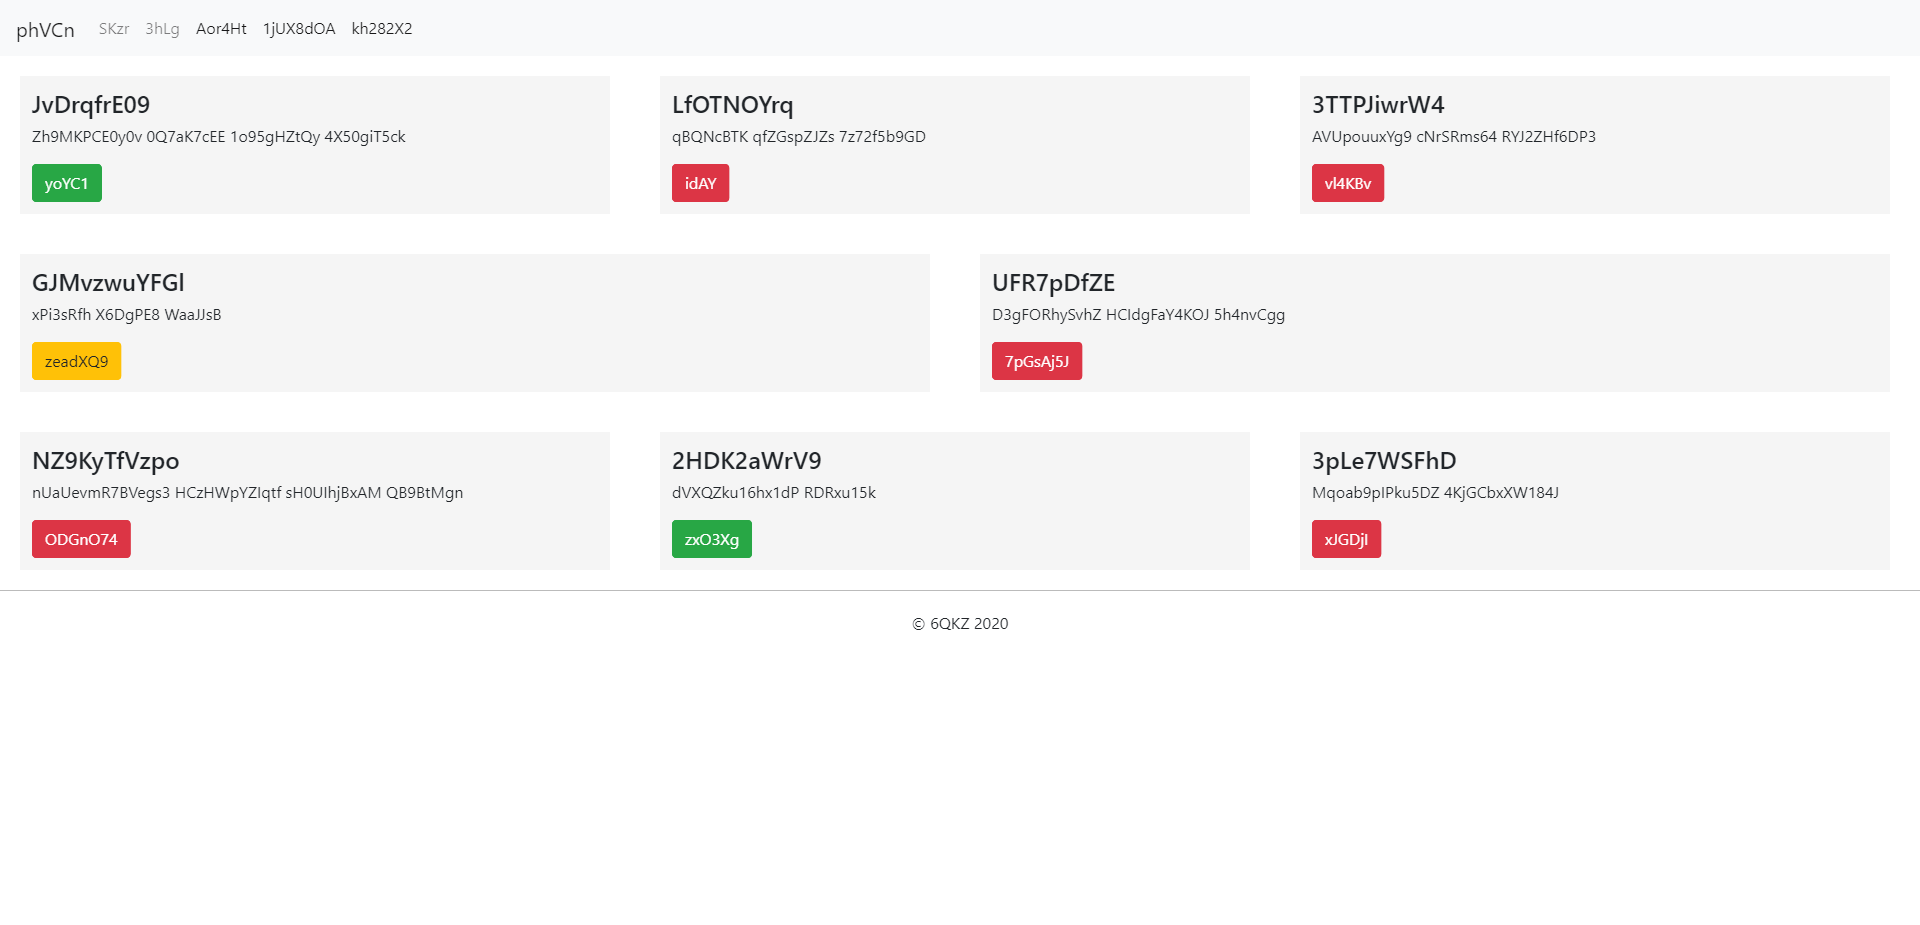 phVCn SKzr 3hLg Aor4Ht 1jUX8dOA kh282X2
JvDrqfrE09
Zh9MKPCE0y0v 0Q7aK7cEE 1o95gHZtQy 4X50giT5ck
yoYC1
LfOTNOYrq
qBQNcBTK qfZGspZJZs 7z72f5b9GD
idAY
3TTPJiwrW4
AVUpouuxYg9 cNrSRms64 RYJ2ZHf6DP3
vl4KBv
GJMvzwuYFGl
xPi3sRfh X6DgPE8 WaaJJsB
zeadXQ9
UFR7pDfZE
D3gFORhySvhZ HCIdgFaY4KOJ 5h4nvCgg
7pGsAj5J
NZ9KyTfVzpo
nUaUevmR7BVegs3 HCzHWpYZIqtf sH0UIhjBxAM QB9BtMgn
ODGnO74
2HDK2aWrV9
dVXQZku16hx1dP RDRxu15k
zxO3Xg
3pLe7WSFhD
Mqoab9pIPku5DZ 4KjGCbxXW184J
xJGDjI
© 6QKZ 2020